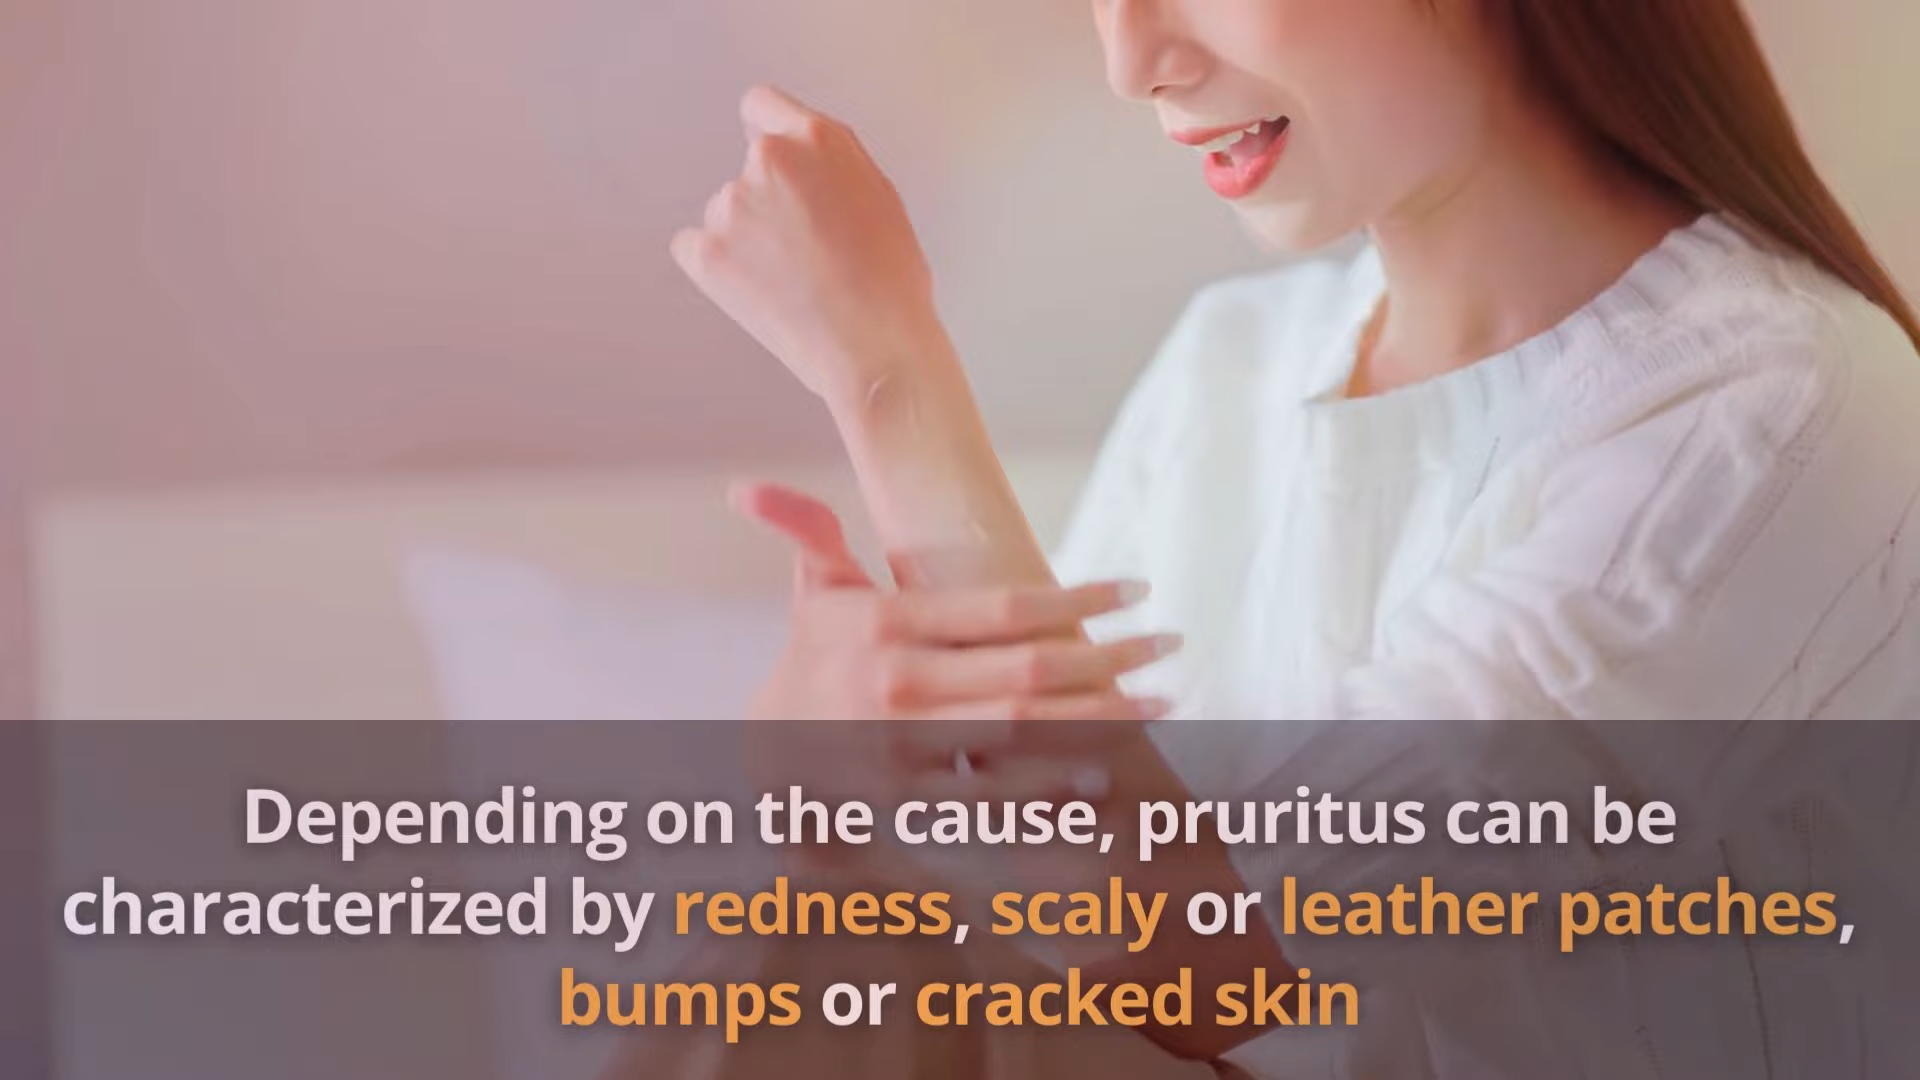 Depending on the cause, pruritus can be
characterized by redness, scaly or leather patches,
bumps or cracked skin